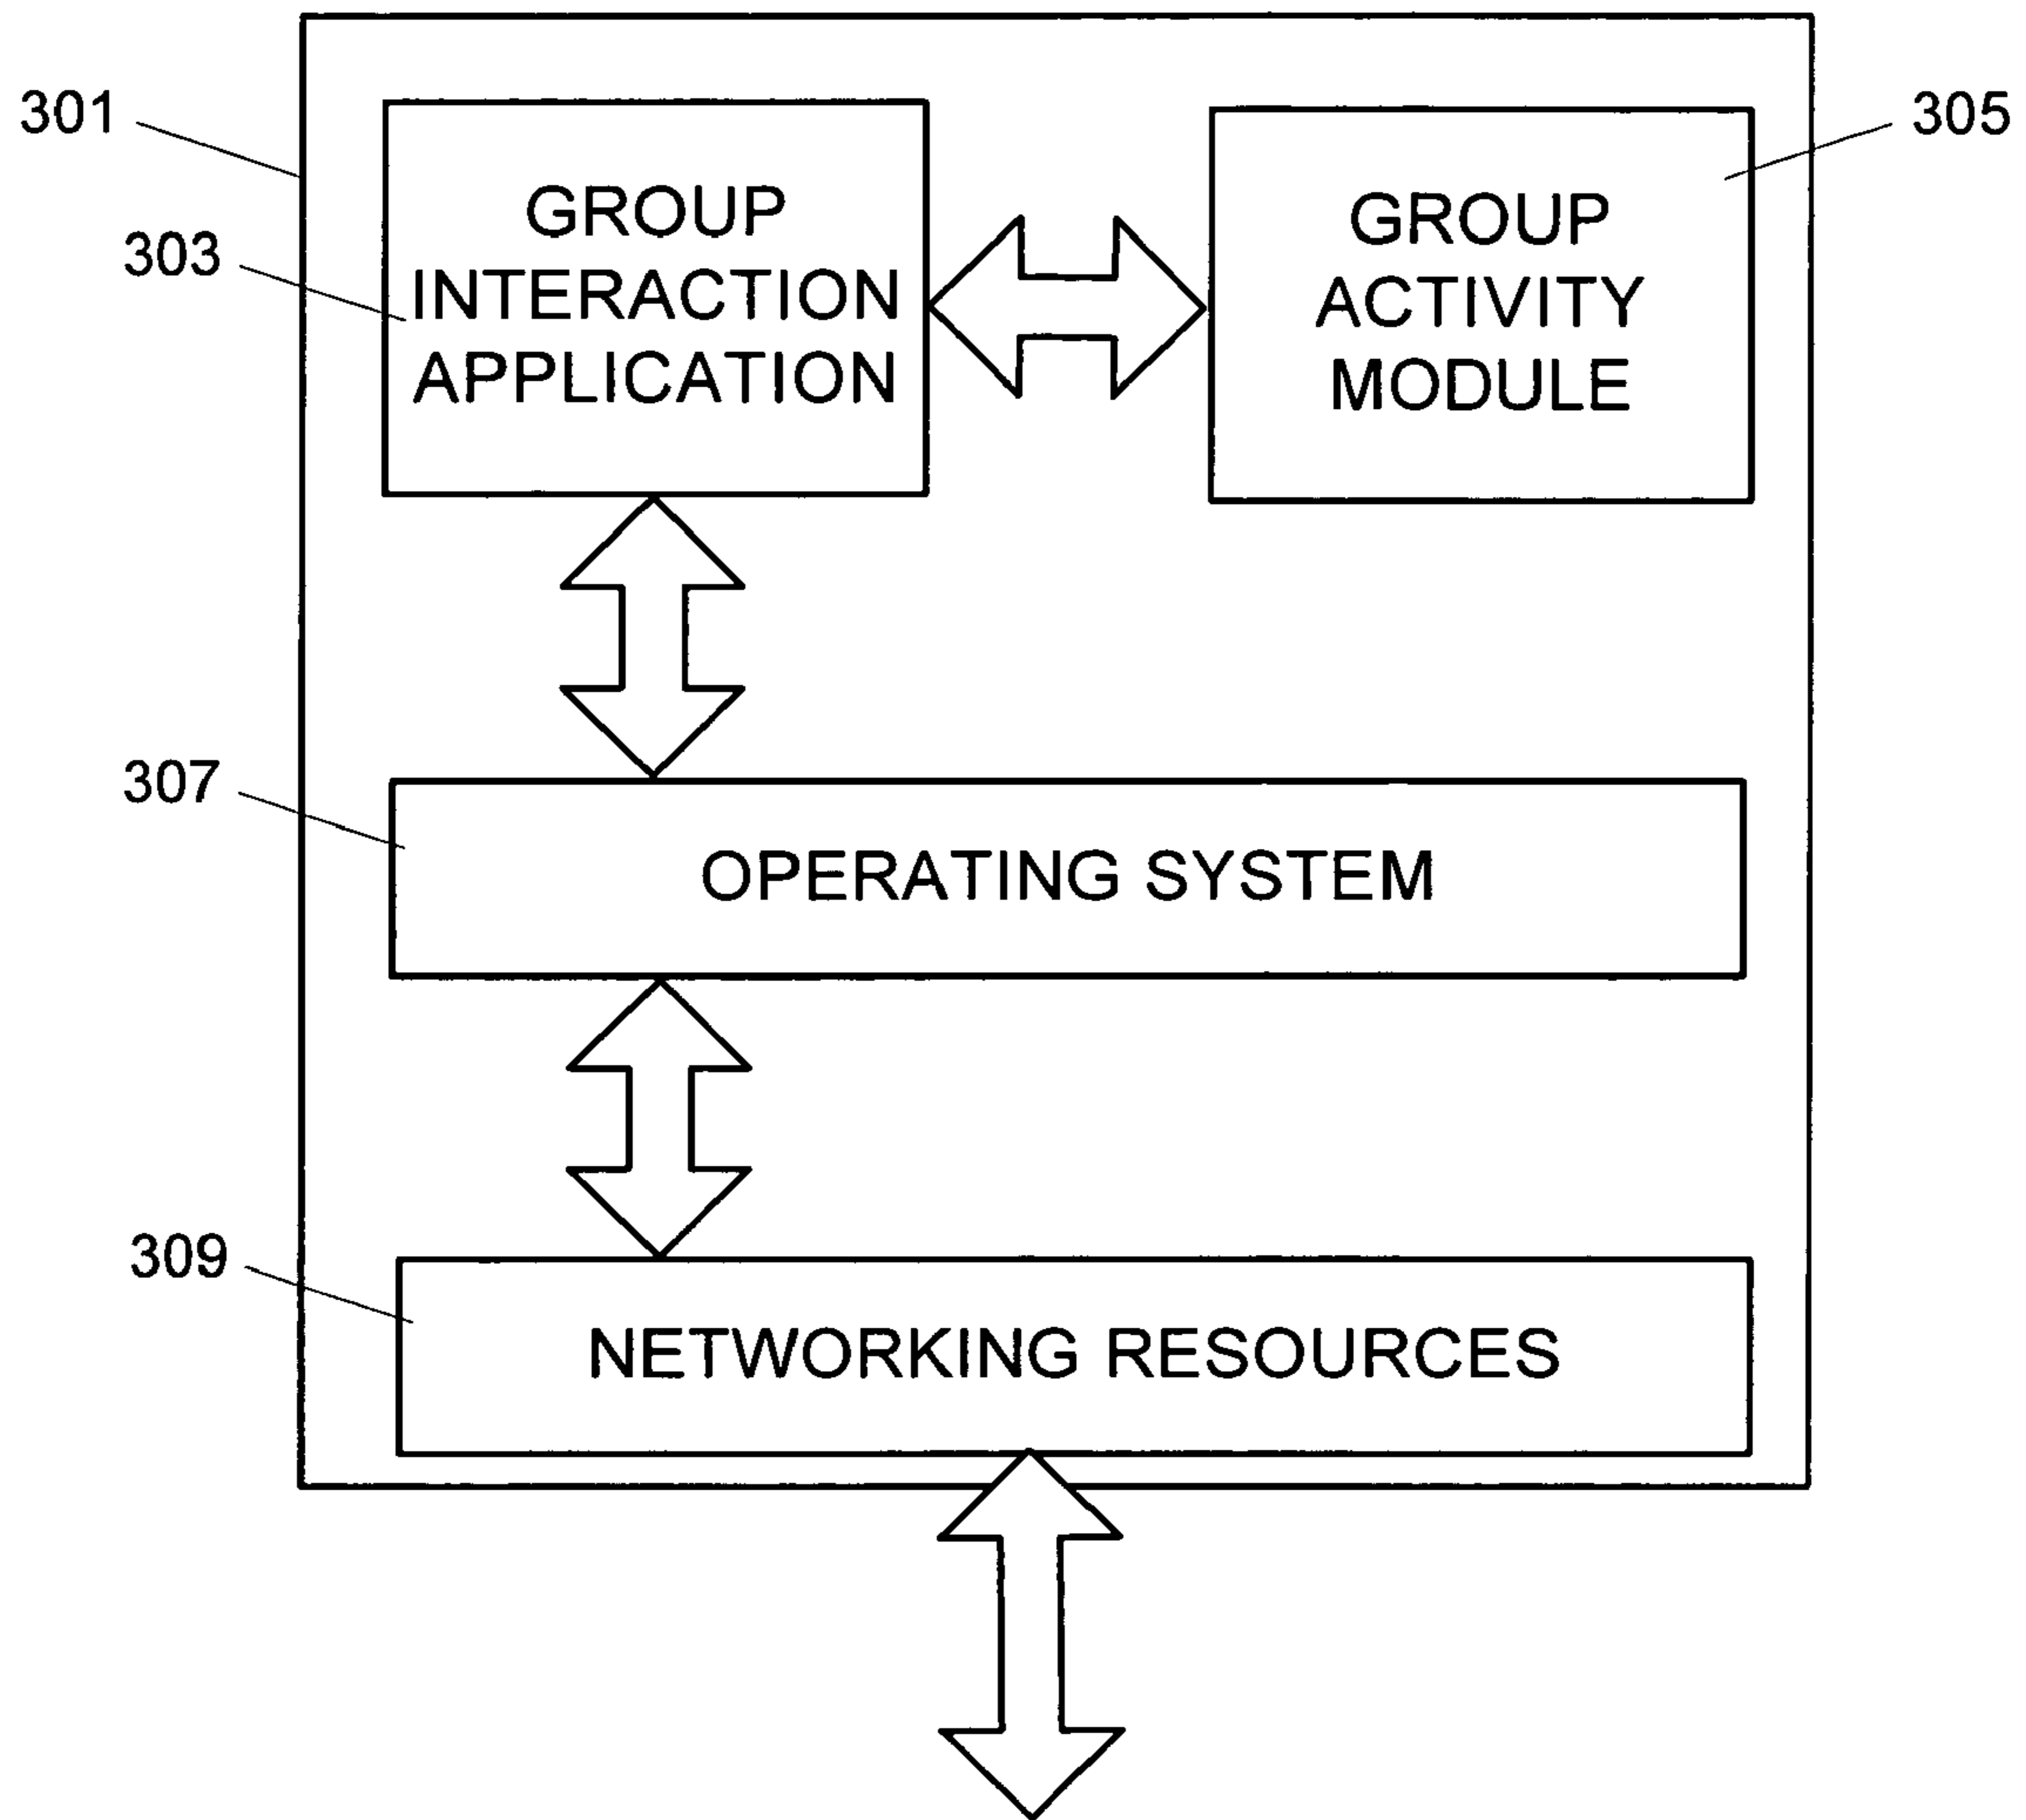 301
305
303
GROUP
INTERACTION
APPLICATION
GROUP
ACTIVITY
MODULE
307
OPERATING SYSTEM
309
NETWORKING RESOURCES